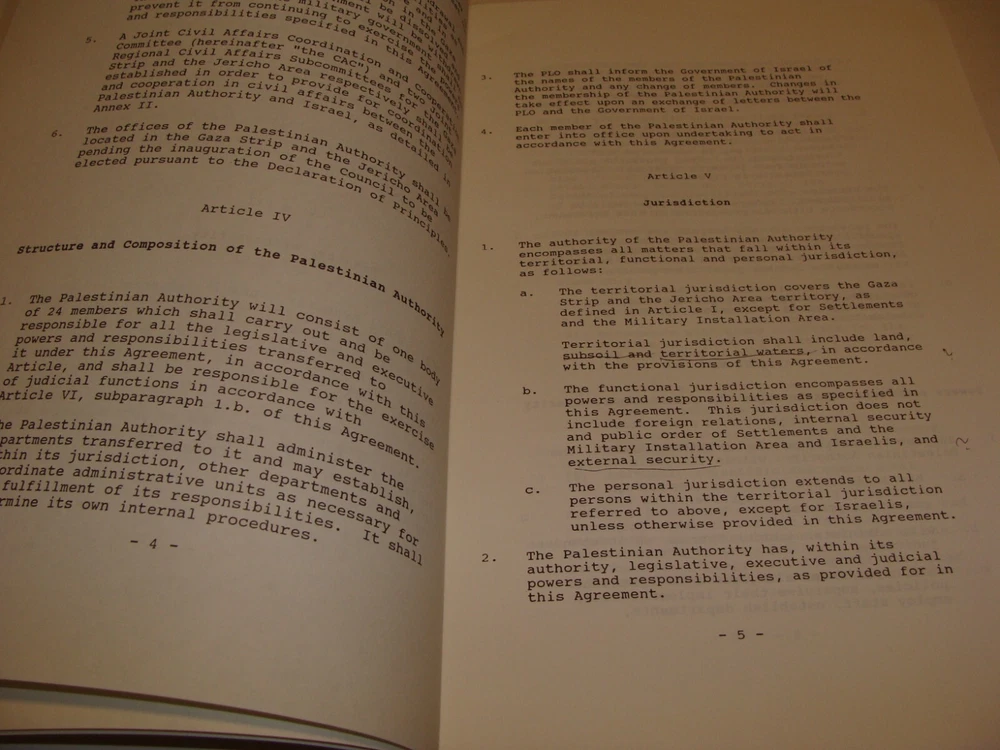 prevent it from continuing to exercise
and responsibilities specified in this Agreement.
5. A Joint Civil Affairs Coordination and Cooperation
Committee (hereinafter "the CAC") and
Regional Civil Affairs Subcommittees for the Gaza
Strip and the Jericho Area respectively shall be
established in order to provide for coordination
and cooperation in civil affairs between the
Palestinian Authority and Israel, as detailed in
Annex II.
6. The offices of the Palestinian Authority shall be
located in the Gaza Strip and the Jericho Area
pending the inauguration of the Council to be
elected pursuant to the Declaration of Principles.
Article IV
Structure and Composition of the Palestinian Authority
1. The Palestinian Authority will consist of one body
of 24 members which shall carry out and be
responsible for all the legislative and executive
powers and responsibilities transferred to
it under this Agreement, in accordance with this
Article, and shall be responsible for the exercise
of judicial functions in accordance with
Article VI, subparagraph 1.b. of this Agreement.
he Palestinian Authority shall administer the
partments transferred to it and may establish,
thin its jurisdiction, other departments and
ordinate administrative units as necessary for
fulfillment of its responsibilities. It shall
rmine its own internal procedures.
- 4 -
3. The PLO shall inform the Government of Israel of
the names of the members of the Palestinian
Authority and any change of members. Changes in
the membership of the Palestinian Authority will
take effect upon an exchange of letters between the
PLO and the Government of Israel.
4. Each member of the Palestinian Authority shall
enter into office upon undertaking to act in
accordance with this Agreement.
Article V
Jurisdiction
1. The authority of the Palestinian Authority
encompasses all matters that fall within its
territorial, functional and personal jurisdiction,
as follows:
a. The territorial jurisdiction covers the Gaza
Strip and the Jericho Area territory, as
defined in Article I, except for Settlements
and the Military Installation Area.
Territorial jurisdiction shall include land,
subsoil and territorial waters, in accordance
with the provisions of this Agreement.
b. The functional jurisdiction encompasses all
powers and responsibilities as specified in
this Agreement. This jurisdiction does not
include foreign relations, internal security
and public order of Settlements and the
Military Installation Area and Israelis, and
external security.
c. The personal jurisdiction extends to all
persons within the territorial jurisdiction
referred to above, except for Israelis,
unless otherwise provided in this Agreement.
2. The Palestinian Authority has, within its
authority, legislative, executive and judicial
powers and responsibilities, as provided for in
this Agreement.
- 5 -